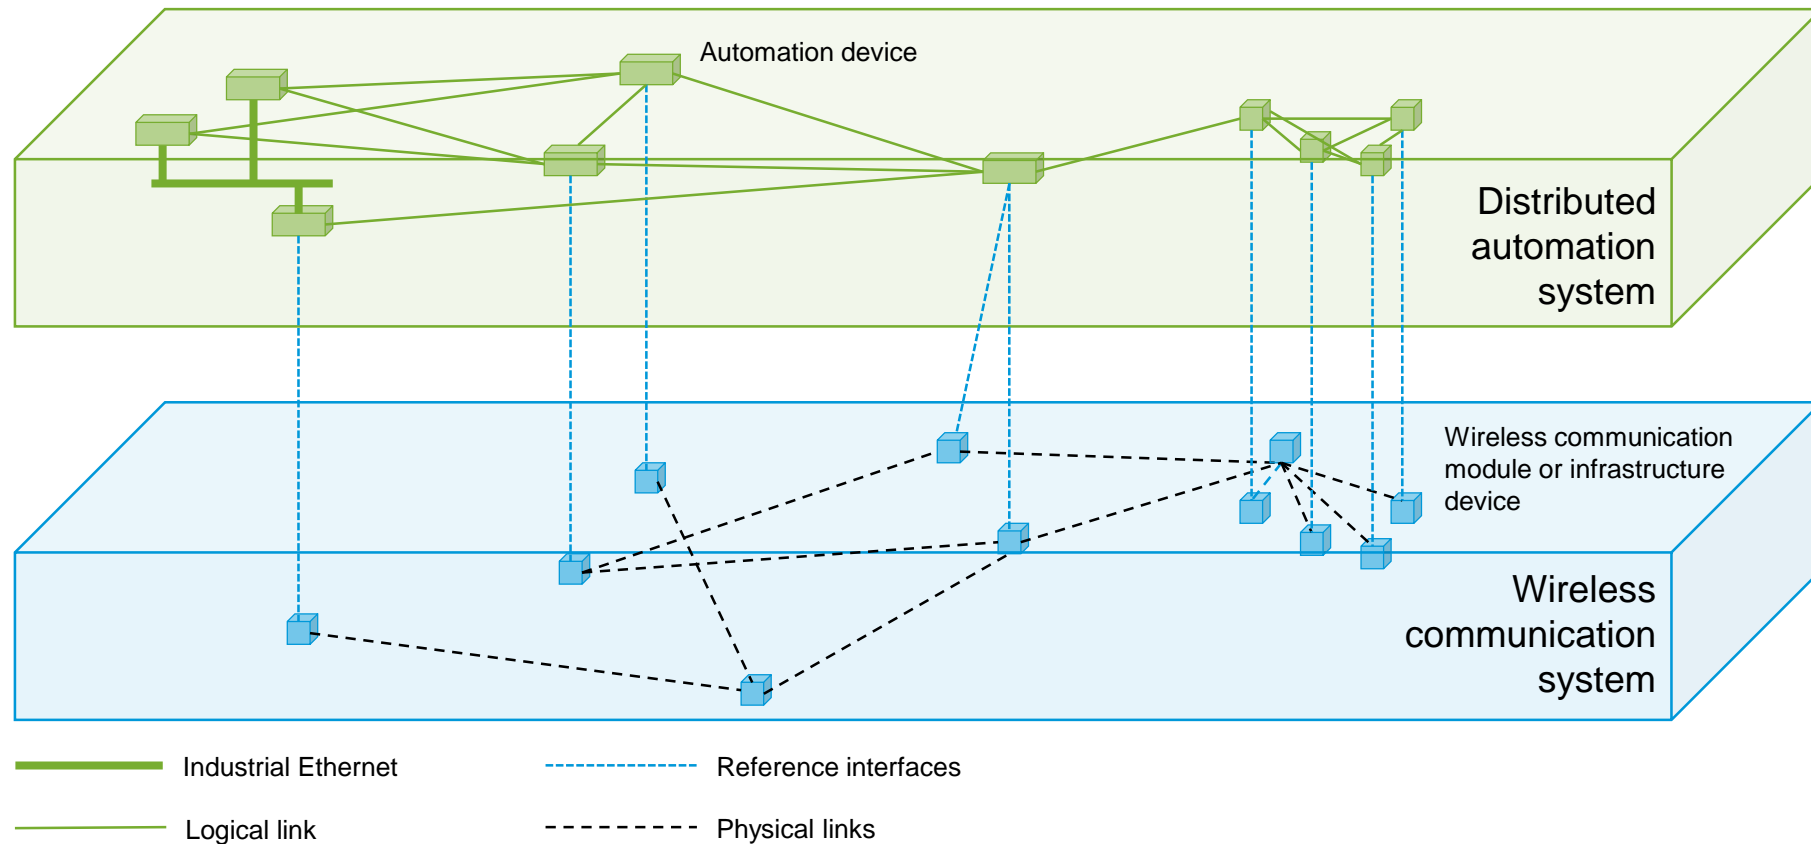 Automation device
Distributed
automation
system
Wireless communication
module or infrastructure
device
Wireless
communication
system
Industrial Ethernet
Reference interfaces
Logical link
Physical links